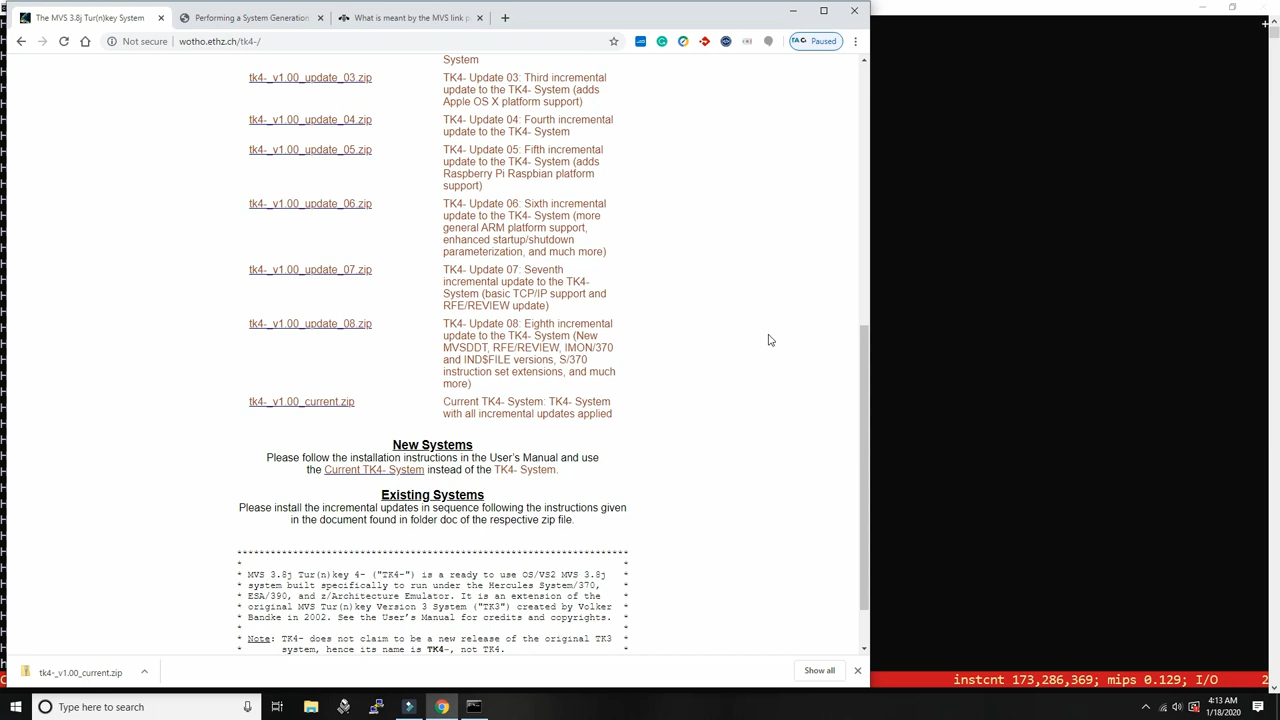 The MVS 3.8j Tur(n)key System
Performing a System Generation
What is meant by the MVS link p
Not secure
wotho.ethz.ch/tk4-/
Paused
System
tk4-_v1.00_update_03.zip
TK4- Update 03: Third incremental
update to the TK4- System (adds
Apple OS X platform support)
tk4-_v1.00_update_04.zip
TK4- Update 04: Fourth incremental
update to the TK4- System
tk4-_v1.00_update_05.zip
TK4- Update 05: Fifth incremental
update to the TK4- System (adds
Raspberry Pi Raspbian platform
support)
tk4-_v1.00_update_06.zip
TK4- Update 06: Sixth incremental
update to the TK4- System (more
general ARM platform support,
enhanced startup/shutdown
parameterization, and much more)
tk4-_v1.00_update_07.zip
TK4- Update 07: Seventh
incremental update to the TK4-
System (basic TCP/IP support and
RFE/REVIEW update)
tk4-_v1.00_update_08.zip
TK4- Update 08: Eighth incremental
update to the TK4- System (New
MVSDDT, RFE/REVIEW, IMON/370
and IND$FILE versions, S/370
instruction set extensions, and much
more)
tk4-_v1.00_current.zip
Current TK4- System: TK4- System
with all incremental updates applied
New Systems
Please follow the installation instructions in the User's Manual and use
the Current TK4- System instead of the TK4- System.
Existing Systems
Please install the incremental updates in sequence following the instructions given
in the document found in folder doc of the respective zip file.
* MVS 3.8j Tur(n)key 4- ("TK4-") is a ready to use OS/VS2 MVS 3.8j *
* system built specifically to run under the Hercules System/370, *
* ESA/390, and z/Architecture Emulator. It is an extension of the *
* original MVS Tur(n)key Version 3 System ("TK3") created by Volker *
* Bandke in 2002. See the User's Manual for credits and copyrights. *
* Note: TK4- does not claim to be a new release of the original TK3 *
* system, hence its name is TK4-, not TK4. *
tk4-_v1.00_current.zip
Show all
instcnt 173,286,369; mips 0.129; I/O 2
Type here to search
4:13 AM
1/18/2020